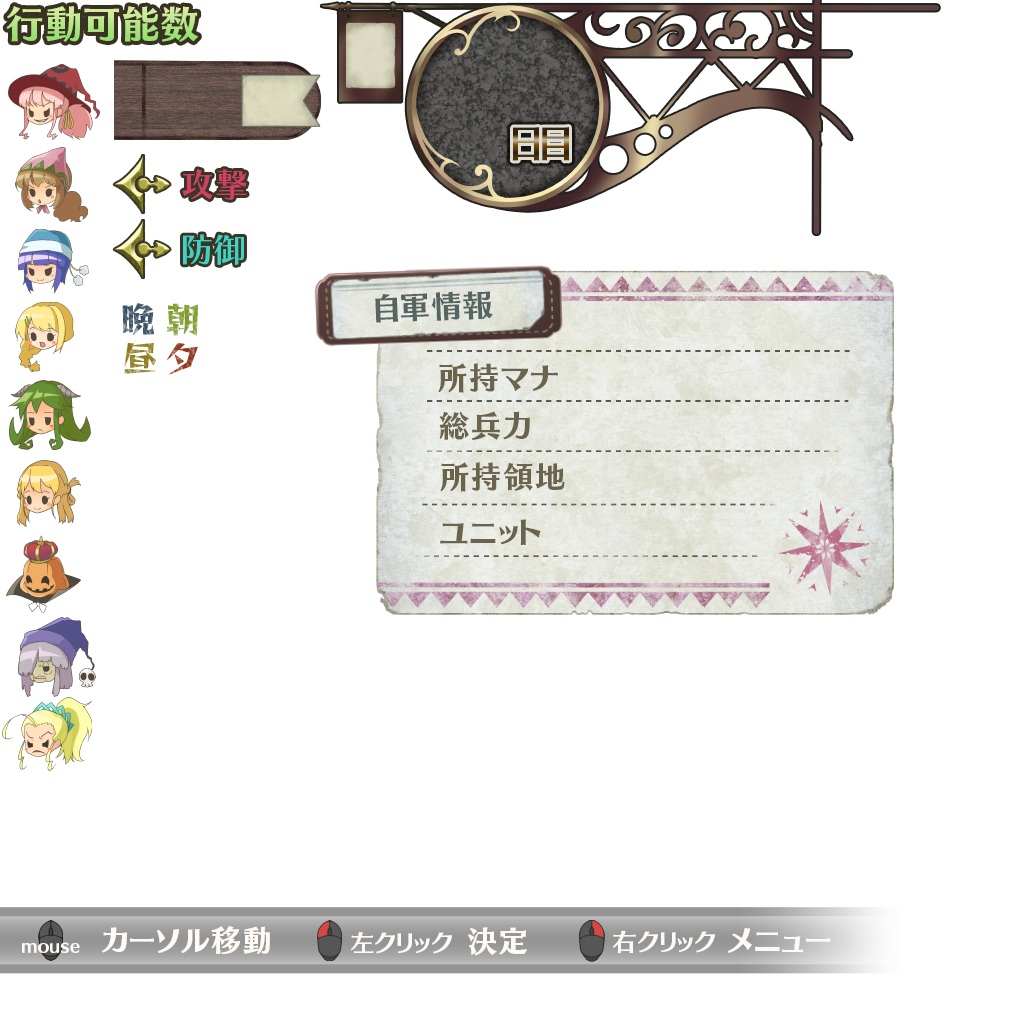 行動可能数
日目
攻撃
防御
晩 朝
昼 夕
自軍情報
所持マナ
総兵力
所持領地
ユニット
mouse カーソル移動 左クリック 決定 右クリック メニュー